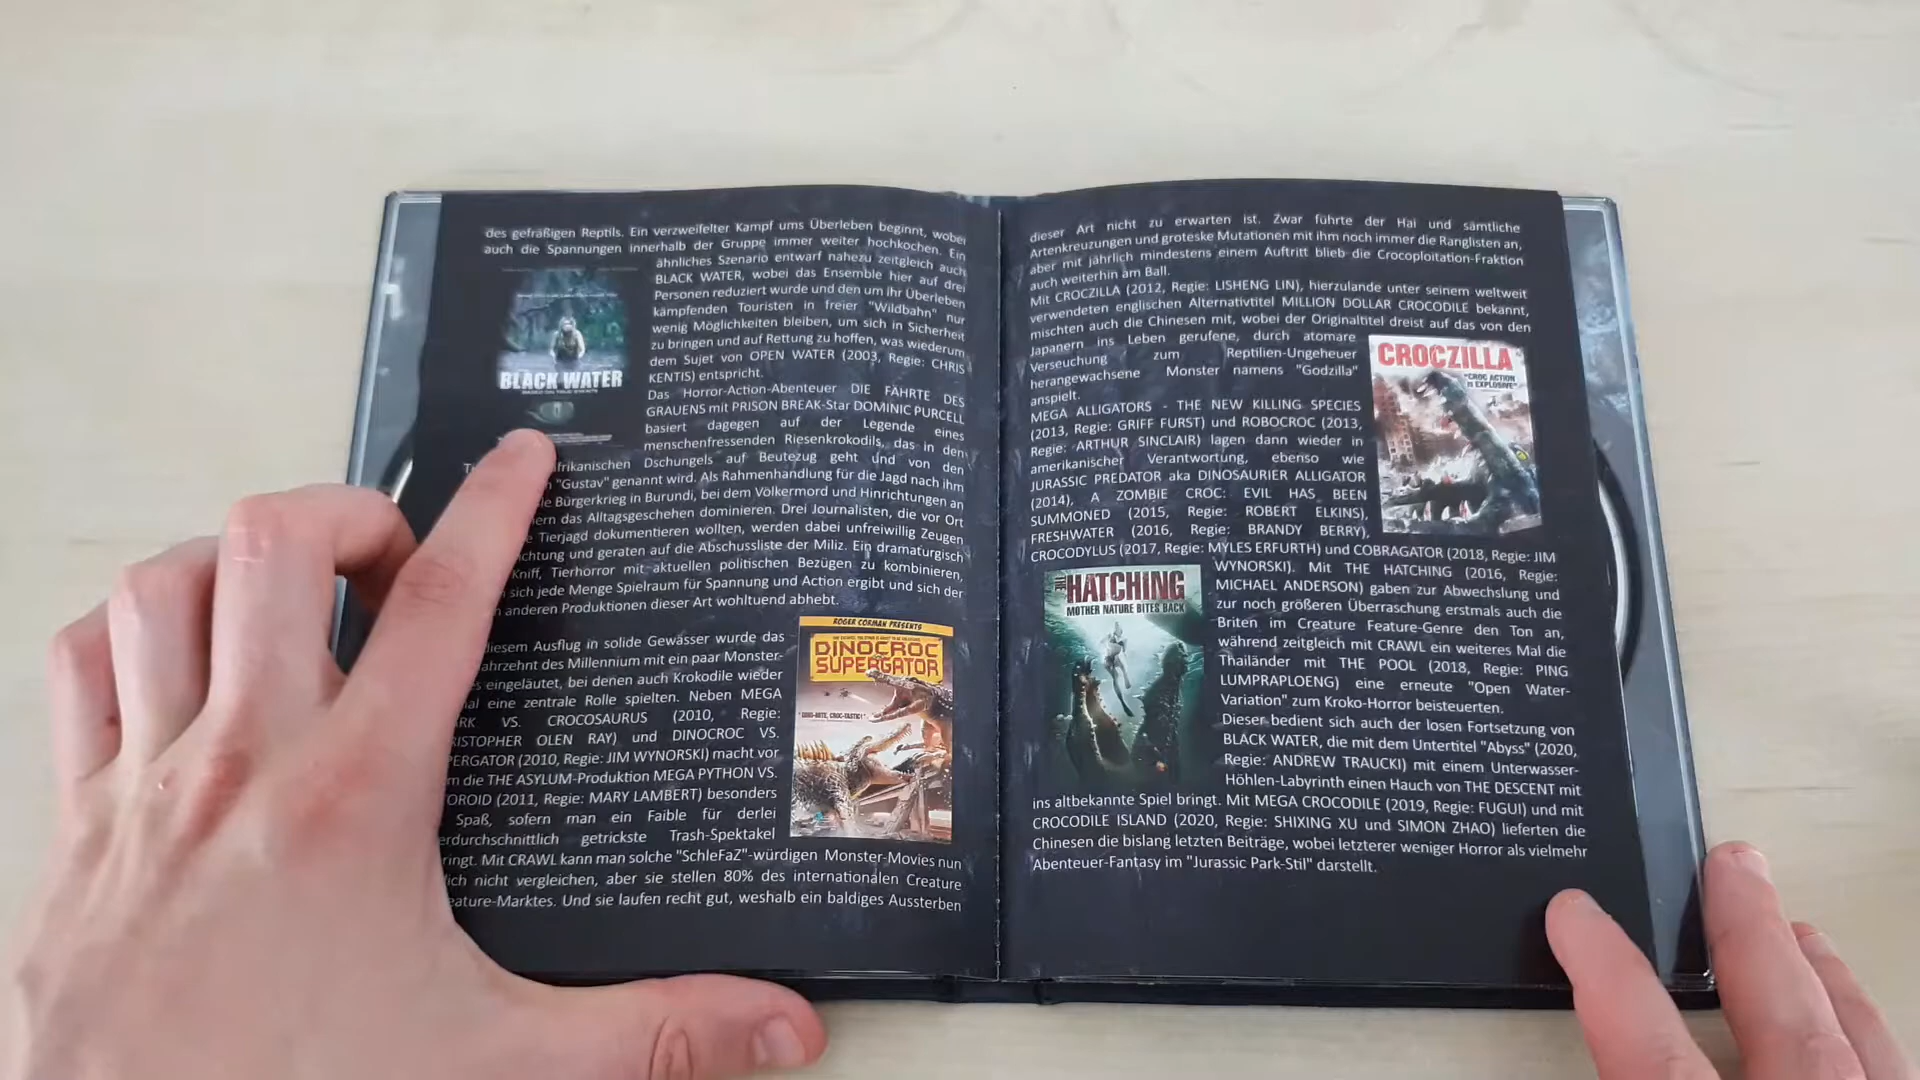 des gefräßigen Reptils. Ein verzweifelter Kampf ums Überleben beginnt, wobei
auch die Spannungen innerhalb der Gruppe immer weiter hochkochen. Ein
ähnliches Szenario entwarf nahezu zeitgleich auch
BLACK WATER, wobei das Ensemble hier auf drei
Personen reduziert wurde und den um ihr Überleben
kämpfenden Touristen in freier "Wildbahn" nur
wenig Möglichkeiten bleiben, um sich in Sicherheit
zu bringen und auf Rettung zu hoffen, was wiederum
dem Sujet von OPEN WATER (2003, Regie: CHRIS
KENTIS) entspricht.
BLACK WATER
Das Horror-Action-Abenteuer DIE FÄHRTE DES
GRAUENS mit PRISON BREAK-Star DOMINIC PURCELL
basiert dagegen auf der Legende eines
menschenfressenden Riesenkrokodils, das in den
frikanischen Dschungels auf Beutezug geht und von den
"Gustav" genannt wird. Als Rahmenhandlung für die Jagd nach ihm
ie Bürgerkrieg in Burundi, bei dem Völkermord und Hinrichtungen an
ern das Alltagsgeschehen dominieren. Drei Journalisten, die vor Ort
e Tierjagd dokumentieren wollten, werden dabei unfreiwillig Zeugen
ichtung und geraten auf die Abschussliste der Miliz. Ein dramaturgisch
Kniff, Tierhorror mit aktuellen politischen Bezügen zu kombinieren,
sich jede Menge Spielraum für Spannung und Action ergibt und sich der
anderen Produktionen dieser Art wohltuend abhebt.
diesem Ausflug in solide Gewässer wurde das
ahrzehnt des Millennium mit ein paar Monster-
s eingeläutet, bei denen auch Krokodile wieder
al eine zentrale Rolle spielten. Neben MEGA
RK VS. CROCOSAURUS (2010, Regie:
RISTOPHER OLEN RAY) und DINOCROC VS.
PERGATOR (2010, Regie: JIM WYNORSKI) macht vor
m die THE ASYLUM-Produktion MEGA PYTHON VS.
OROID (2011, Regie: MARY LAMBERT) besonders
Spaß, sofern man ein Faible für derlei
erdurchschnittlich getrickste Trash-Spektakel
ROGER CORMAN PRESENTS
DINOCROC
SUPERGATOR
ringt. Mit CRAWL kann man solche "SchleFaZ"-würdigen Monster-Movies nun
ich nicht vergleichen, aber sie stellen 80% des internationalen Creature
eature-Marktes. Und sie laufen recht gut, weshalb ein baldiges Aussterben
dieser Art nicht zu erwarten ist. Zwar führte der Hai und sämtliche
Artenkreuzungen und groteske Mutationen mit ihm noch immer die Ranglisten an,
aber mit jährlich mindestens einem Auftritt blieb die Crocoploitation-Fraktion
auch weiterhin am Ball.
Mit CROCZILLA (2012, Regie: LISHENG LIN), hierzulande unter seinem weltweit
verwendeten englischen Alternativtitel MILLION DOLLAR CROCODILE bekannt,
mischten auch die Chinesen mit, wobei der Originaltitel dreist auf das von den
Japanern ins Leben gerufene, durch atomare
Verseuchung zum Reptilien-Ungeheuer
herangewachsene Monster namens "Godzilla"
anspielt.
CROCZILLA
"CROC ACTION
IS EXPLOSIVE"
MEGA ALLIGATORS - THE NEW KILLING SPECIES
(2013, Regie: GRIFF FURST) und ROBOCROC (2013,
Regie: ARTHUR SINCLAIR) lagen dann wieder in
amerikanischer Verantwortung, ebenso wie
JURASSIC PREDATOR aka DINOSAURIER ALLIGATOR
(2014), A ZOMBIE CROC: EVIL HAS BEEN
SUMMONED (2015, Regie: ROBERT ELKINS),
FRESHWATER (2016, Regie: BRANDY BERRY),
CROCODYLUS (2017, Regie: MYLES ERFURTH) und COBRAGATOR (2018, Regie: JIM
WYNORSKI). Mit THE HATCHING (2016, Regie:
MICHAEL ANDERSON) gaben zur Abwechslung und
zur noch größeren Überraschung erstmals auch die
Briten im Creature Feature-Genre den Ton an,
während zeitgleich mit CRAWL ein weiteres Mal die
Thailänder mit THE POOL (2018, Regie: PING
LUMPRAPLOENG) eine erneute "Open Water-
Variation" zum Kroko-Horror beisteuerten.
THE HATCHING
MOTHER NATURE BITES BACK
Dieser bedient sich auch der losen Fortsetzung von
BLACK WATER, die mit dem Untertitel "Abyss" (2020,
Regie: ANDREW TRAUCKI) mit einem Unterwasser-
Höhlen-Labyrinth einen Hauch von THE DESCENT mit
ins altbekannte Spiel bringt. Mit MEGA CROCODILE (2019, Regie: FUGUI) und mit
CROCODILE ISLAND (2020, Regie: SHIXING XU und SIMON ZHAO) lieferten die
Chinesen die bislang letzten Beiträge, wobei letzterer weniger Horror als vielmehr
Abenteuer-Fantasy im "Jurassic Park-Stil" darstellt.